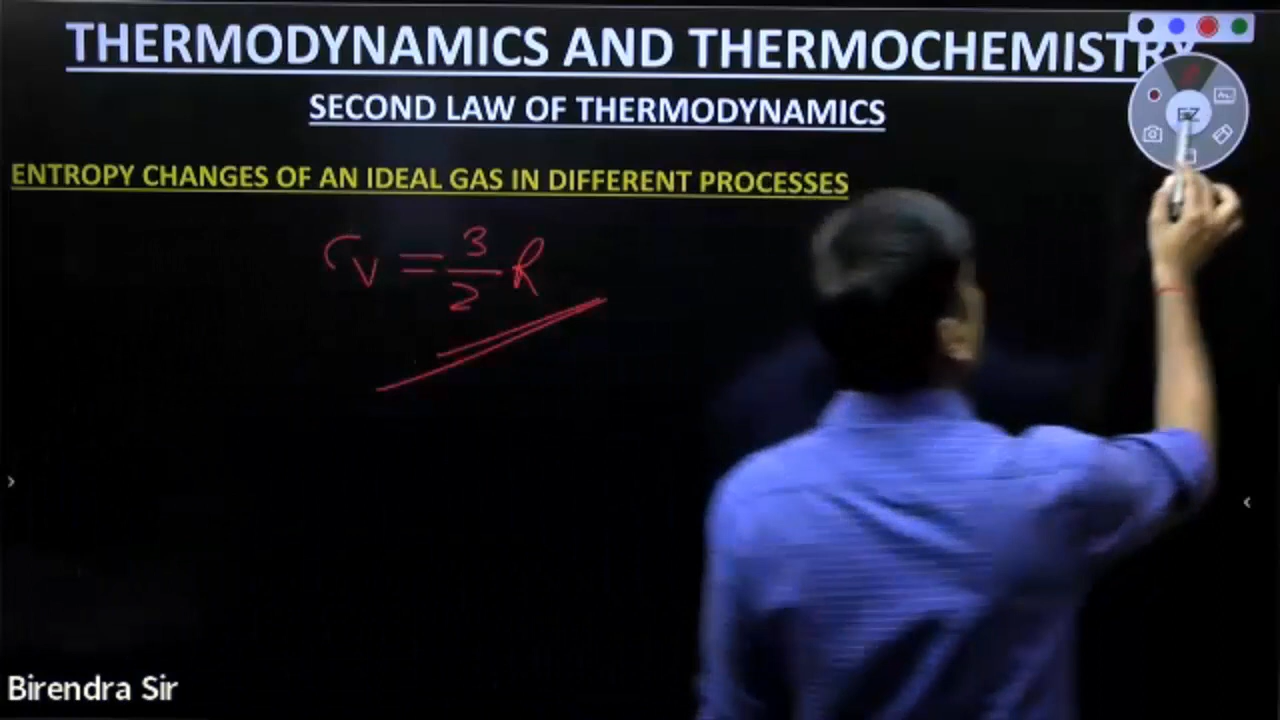 THERMODYNAMICS AND THERMOCHEMISTRY
SECOND LAW OF THERMODYNAMICS
ENTROPY CHANGES OF AN IDEAL GAS IN DIFFERENT PROCESSES
Cv = 3/2 R
EZ
Birendra Sir